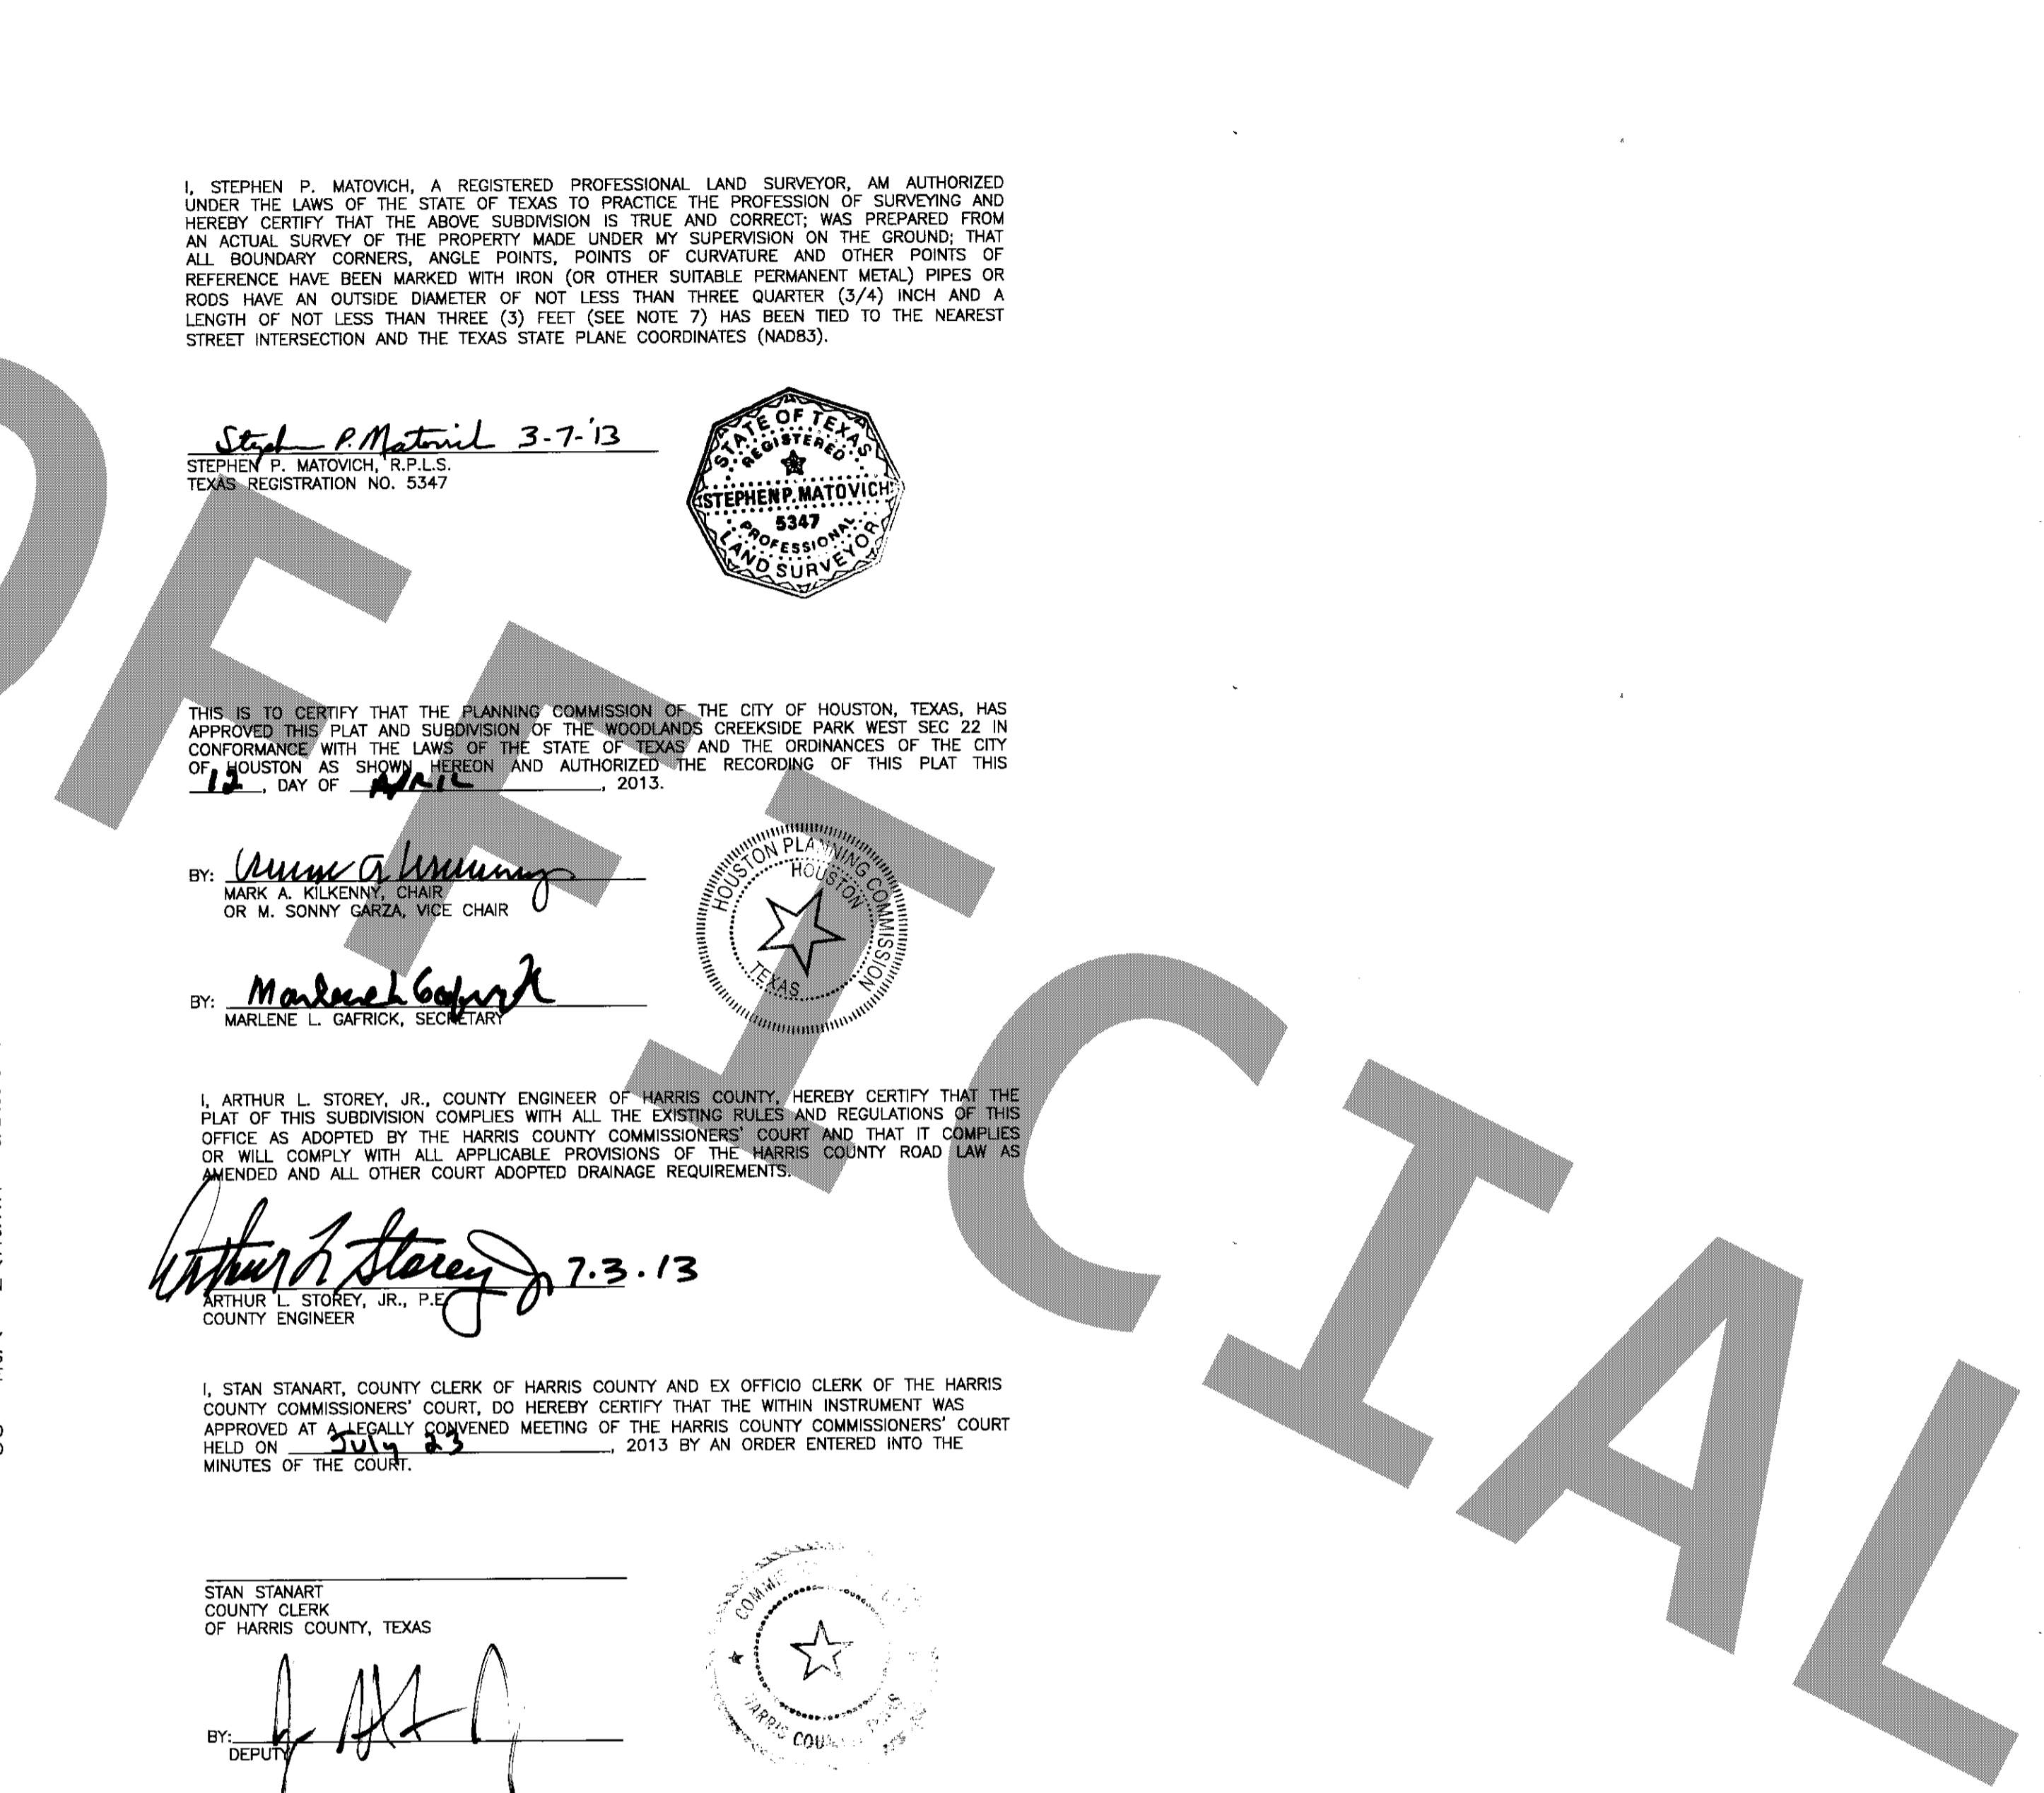 I, STEPHEN P. MATOVICH, A REGISTERED PROFESSIONAL LAND SURVEYOR, AM AUTHORIZED
UNDER THE LAWS OF THE STATE OF TEXAS TO PRACTICE THE PROFESSION OF SURVEYING AND
HEREBY CERTIFY THAT THE ABOVE SUBDIVISION IS TRUE AND CORRECT; WAS PREPARED FROM
AN ACTUAL SURVEY OF THE PROPERTY MADE UNDER MY SUPERVISION ON THE GROUND; THAT
ALL BOUNDARY CORNERS, ANGLE POINTS, POINTS OF CURVATURE AND OTHER POINTS OF
REFERENCE HAVE BEEN MARKED WITH IRON (OR OTHER SUITABLE PERMANENT METAL) PIPES OR
RODS HAVE AN OUTSIDE DIAMETER OF NOT LESS THAN THREE QUARTER (3/4) INCH AND A
LENGTH OF NOT LESS THAN THREE (3) FEET (SEE NOTE 7) HAS BEEN TIED TO THE NEAREST
STREET INTERSECTION AND THE TEXAS STATE PLANE COORDINATES (NAD83).
Stephen P. Matovich 3-7-'13
STEPHEN P. MATOVICH, R.P.L.S.
TEXAS REGISTRATION NO. 5347
STATE OF TEXAS
REGISTERED
STEPHEN P. MATOVICH
5347
PROFESSIONAL
LAND SURVEYOR
THIS IS TO CERTIFY THAT THE PLANNING COMMISSION OF THE CITY OF HOUSTON, TEXAS, HAS
APPROVED THIS PLAT AND SUBDIVISION OF THE WOODLANDS CREEKSIDE PARK WEST SEC 22 IN
CONFORMANCE WITH THE LAWS OF THE STATE OF TEXAS AND THE ORDINANCES OF THE CITY
OF HOUSTON AS SHOWN HEREON AND AUTHORIZED THE RECORDING OF THIS PLAT THIS
12, DAY OF APRIL, 2013.
BY:
MARK A. KILKENNY, CHAIR
OR M. SONNY GARZA, VICE CHAIR
HOUSTON PLANNING COMMISSION
HOUSTON
TEXAS
BY: Marlene L Gafrick
MARLENE L. GAFRICK, SECRETARY
I, ARTHUR L. STOREY, JR., COUNTY ENGINEER OF HARRIS COUNTY, HEREBY CERTIFY THAT THE
PLAT OF THIS SUBDIVISION COMPLIES WITH ALL THE EXISTING RULES AND REGULATIONS OF THIS
OFFICE AS ADOPTED BY THE HARRIS COUNTY COMMISSIONERS' COURT AND THAT IT COMPLIES
OR WILL COMPLY WITH ALL APPLICABLE PROVISIONS OF THE HARRIS COUNTY ROAD LAW AS
AMENDED AND ALL OTHER COURT ADOPTED DRAINAGE REQUIREMENTS.
Arthur L Storey Jr 7.3.13
ARTHUR L. STOREY, JR., P.E.
COUNTY ENGINEER
I, STAN STANART, COUNTY CLERK OF HARRIS COUNTY AND EX OFFICIO CLERK OF THE HARRIS
COUNTY COMMISSIONERS' COURT, DO HEREBY CERTIFY THAT THE WITHIN INSTRUMENT WAS
APPROVED AT A LEGALLY CONVENED MEETING OF THE HARRIS COUNTY COMMISSIONERS' COURT
HELD ON July 23, 2013 BY AN ORDER ENTERED INTO THE
MINUTES OF THE COURT.
STAN STANART
COUNTY CLERK
OF HARRIS COUNTY, TEXAS
HARRIS
BY:
DEPUTY
OFFICIAL